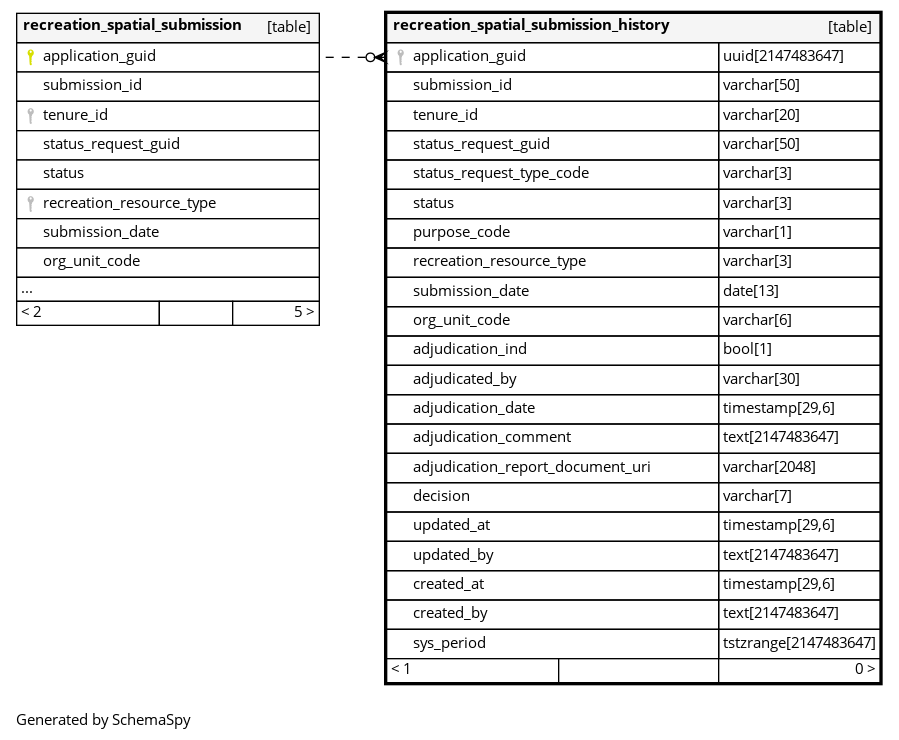 recreation_spatial_submission [table]
application_guid
submission_id
tenure_id
status_request_guid
status
recreation_resource_type
submission_date
org_unit_code
...
< 2 5 >
recreation_spatial_submission_history [table]
application_guid uuid[2147483647]
submission_id varchar[50]
tenure_id varchar[20]
status_request_guid varchar[50]
status_request_type_code varchar[3]
status varchar[3]
purpose_code varchar[1]
recreation_resource_type varchar[3]
submission_date date[13]
org_unit_code varchar[6]
adjudication_ind bool[1]
adjudicated_by varchar[30]
adjudication_date timestamp[29,6]
adjudication_comment text[2147483647]
adjudication_report_document_uri varchar[2048]
decision varchar[7]
updated_at timestamp[29,6]
updated_by text[2147483647]
created_at timestamp[29,6]
created_by text[2147483647]
sys_period tstzrange[2147483647]
< 1 0 >
Generated by SchemaSpy